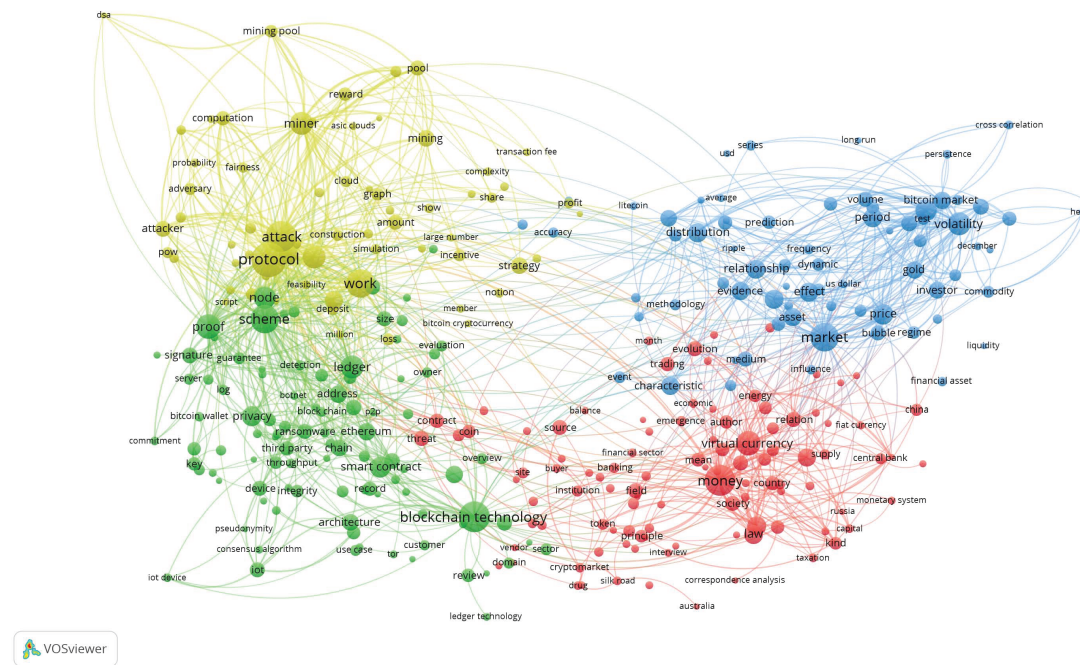 dsa
mining pool
pool
reward
computation
miner
asic clouds
mining
cross correlation
long run
series
usd
persistence
transaction fee
probability
fairness
complexity
cloud
adversary
graph
share
show
profit
litecoin
average
volume
bitcoin market
period
test
volatility
he
attacker
attack
construction
amount
large number
accuracy
distribution
prediction
december
pow
protocol
simulation
incentive
strategy
ripple
frequency
relationship
dynamic
gold
feasibility
work
us dollar
evidence
effect
investor
commodity
script
node
notion
member
methodology
deposit
scheme
size
bitcoin cryptocurrency
asset
price
proof
million
loss
month
market
bubble
regime
liquidity
signature
guarantee
evaluation
evolution
detection
ledger
owner
trading
medium
influence
server
log
event
characteristic
financial asset
botnet
address
energy
bitcoin wallet
privacy
block chain
p2p
contract
balance
economic
china
emergence
author
relation
fiat currency
commitment
ransomware
ethereum
threat
coin
source
third party
chain
virtual currency
key
throughput
smart contract
overview
financial sector
mean
supply
central bank
site
buyer
banking
device
integrity
record
institution
field
money
country
society
monetary system
pseudonymity
architecture
blockchain technology
token
principle
law
russia
capital
consensus algorithm
use case
tor
customer
vendor
sector
interview
kind
iot device
iot
review
domain
cryptomarket
taxation
drug
silk road
correspondence analysis
ledger technology
australia
VOSviewer